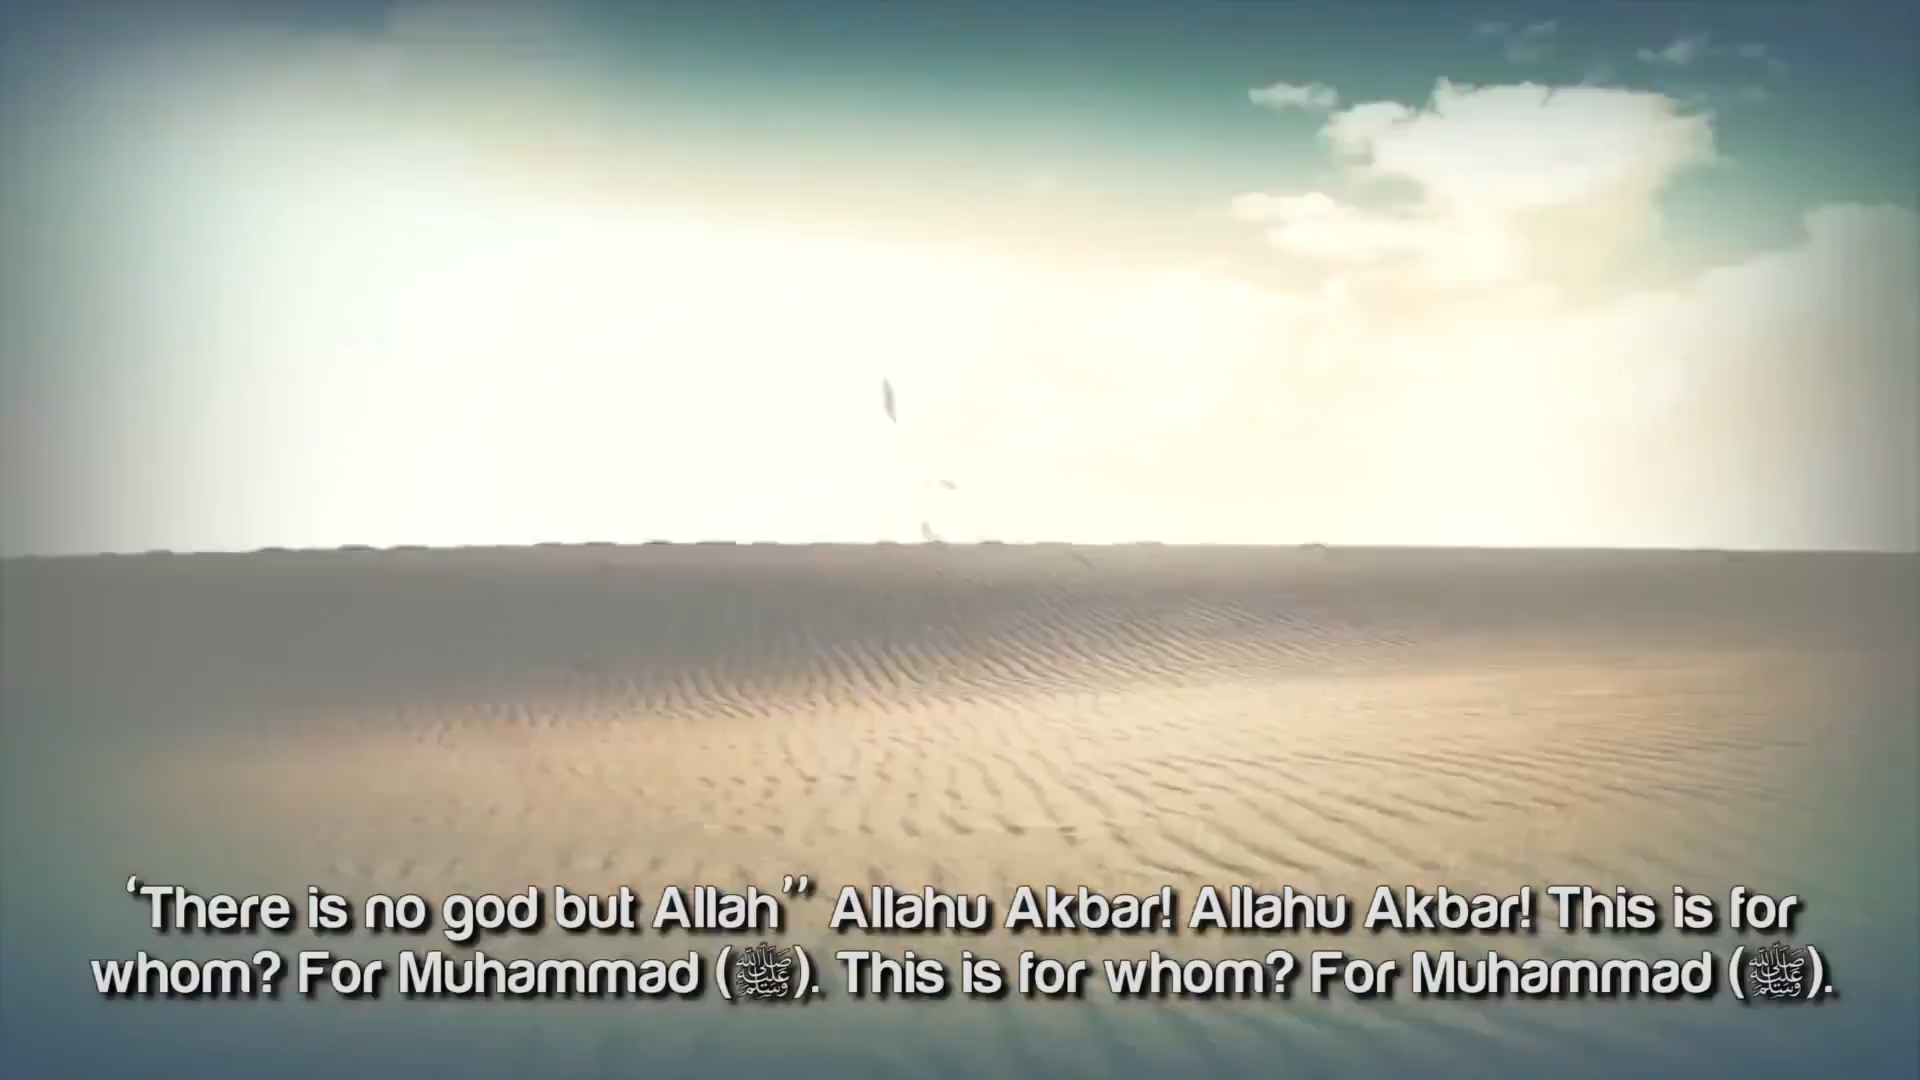 ‘There is no god but Allah’’ Allahu Akbar! Allahu Akbar! This is for
whom? For Muhammad (ﷺ). This is for whom? For Muhammad (ﷺ).